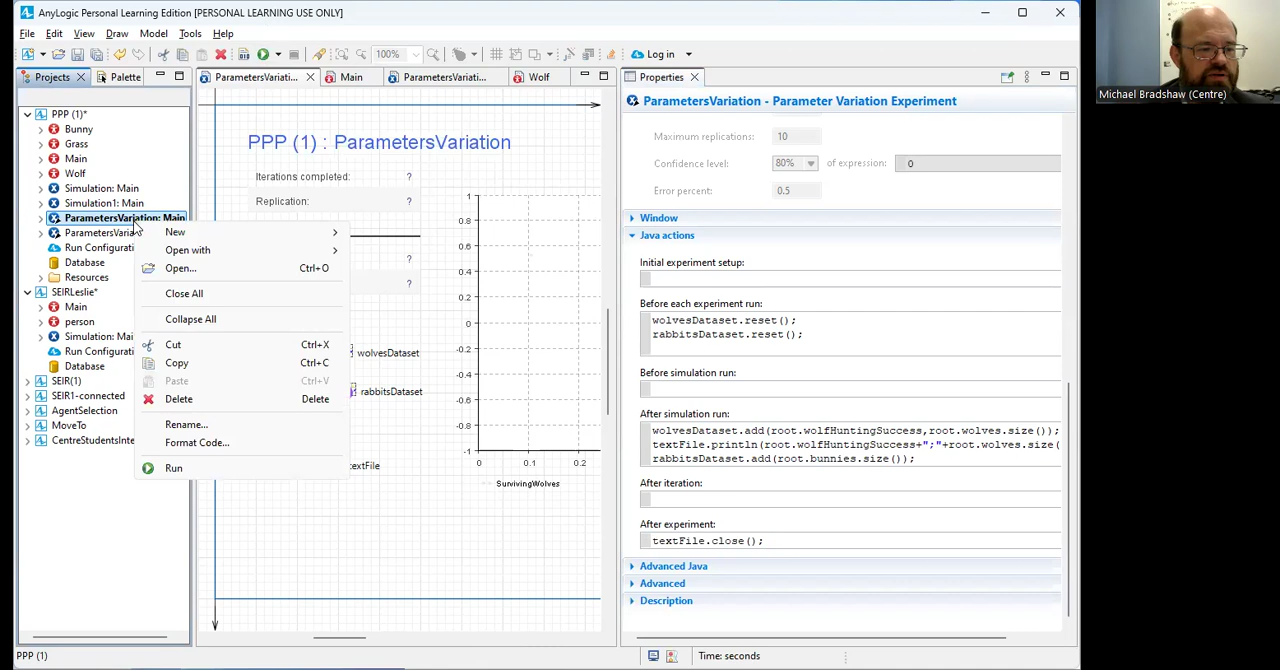 AnyLogic Personal Learning Edition [PERSONAL LEARNING USE ONLY]
File Edit View Draw Model Tools Help
100%
Log in
Projects
Palette
ParametersVariati...
Main
ParametersVariati...
Wolf
Properties
PPP (1)*
Bunny
Grass
Main
Wolf
Simulation: Main
Simulation1: Main
ParametersVariation: Main
ParametersVaria
Run Configurati
Database
Resources
SEIRLeslie*
Main
person
Simulation: Mai
Run Configurati
Database
SEIR(1)
SEIR1-connected
AgentSelection
MoveTo
CentreStudentsInte
New
Open with
Open... Ctrl+O
Close All
Collapse All
Cut Ctrl+X
Copy Ctrl+C
Paste Ctrl+V
Delete Delete
Rename...
Format Code...
Run
PPP (1) : ParametersVariation
Iterations completed: ?
Replication: ?
?
?
wolvesDataset
rabbitsDataset
textFile
1
0.8
0.6
0.4
0.2
0
-0.2
-0.4
-0.6
-0.8
-1
0 0.1 0.2
SurvivingWolves
ParametersVariation - Parameter Variation Experiment
Maximum replications: 10
Confidence level: 80% of expression: 0
Error percent: 0.5
Window
Java actions
Initial experiment setup:
Before each experiment run:
wolvesDataset.reset();
rabbitsDataset.reset();
Before simulation run:
After simulation run:
wolvesDataset.add(root.wolfHuntingSuccess,root.wolves.size());
textFile.println(root.wolfHuntingSuccess+";"+root.wolves.size(
rabbitsDataset.add(root.bunnies.size());
After iteration:
After experiment:
textFile.close();
Advanced Java
Advanced
Description
PPP (1)
Time: seconds
Michael Bradshaw (Centre)